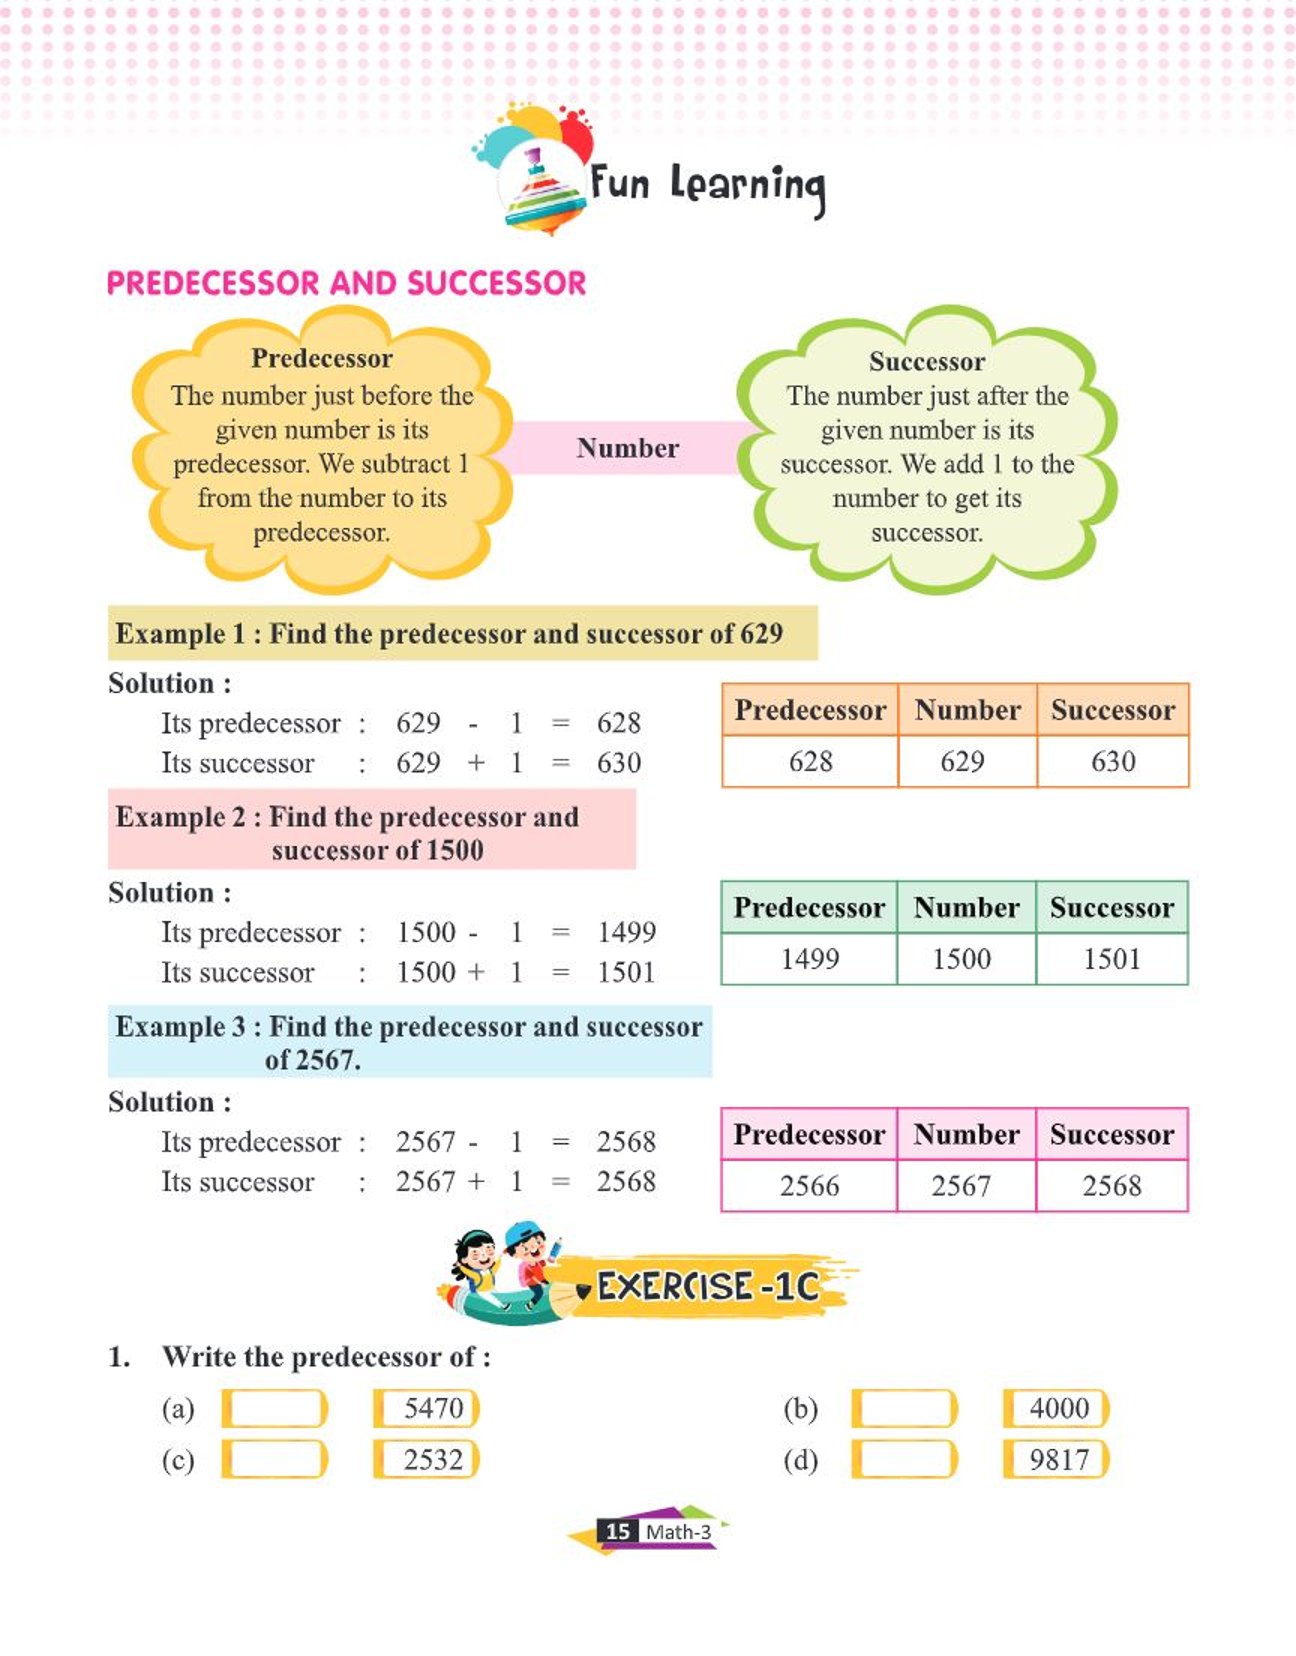 Fun Learning
PREDECESSOR AND SUCCESSOR
Predecessor
The number just before the
given number is its
predecessor. We subtract 1
from the number to its
predecessor.
Number
Successor
The number just after the
given number is its
successor. We add 1 to the
number to get its
successor.
Example 1 : Find the predecessor and successor of 629
Solution :
Its predecessor : 629 - 1 = 628
Its successor : 629 + 1 = 630
Predecessor Number Successor
628 629 630
Example 2 : Find the predecessor and
successor of 1500
Solution :
Its predecessor : 1500 - 1 = 1499
Its successor : 1500 + 1 = 1501
Predecessor Number Successor
1499 1500 1501
Example 3 : Find the predecessor and successor
of 2567.
Solution :
Its predecessor : 2567 - 1 = 2568
Its successor : 2567 + 1 = 2568
Predecessor Number Successor
2566 2567 2568
EXERCISE -1C
1. Write the predecessor of :
(a) 5470 (b) 4000
(c) 2532 (d) 9817
15 Math-3